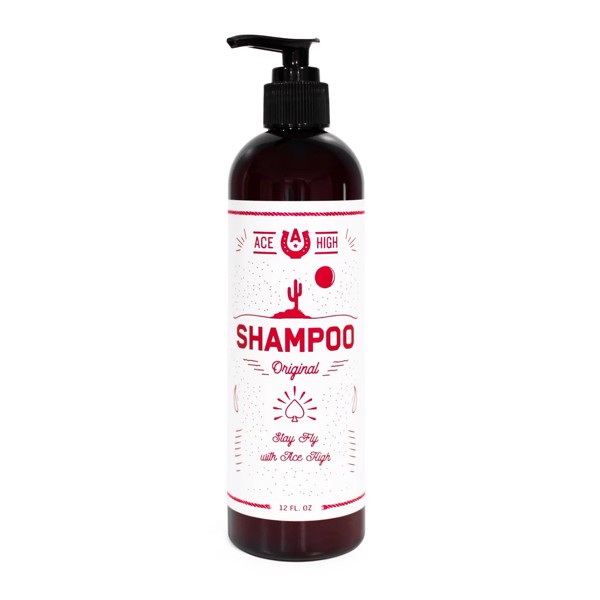 ACE A HIGH
SHAMPOO
Original
Stay Fly
with Ace High
12 FL. OZ